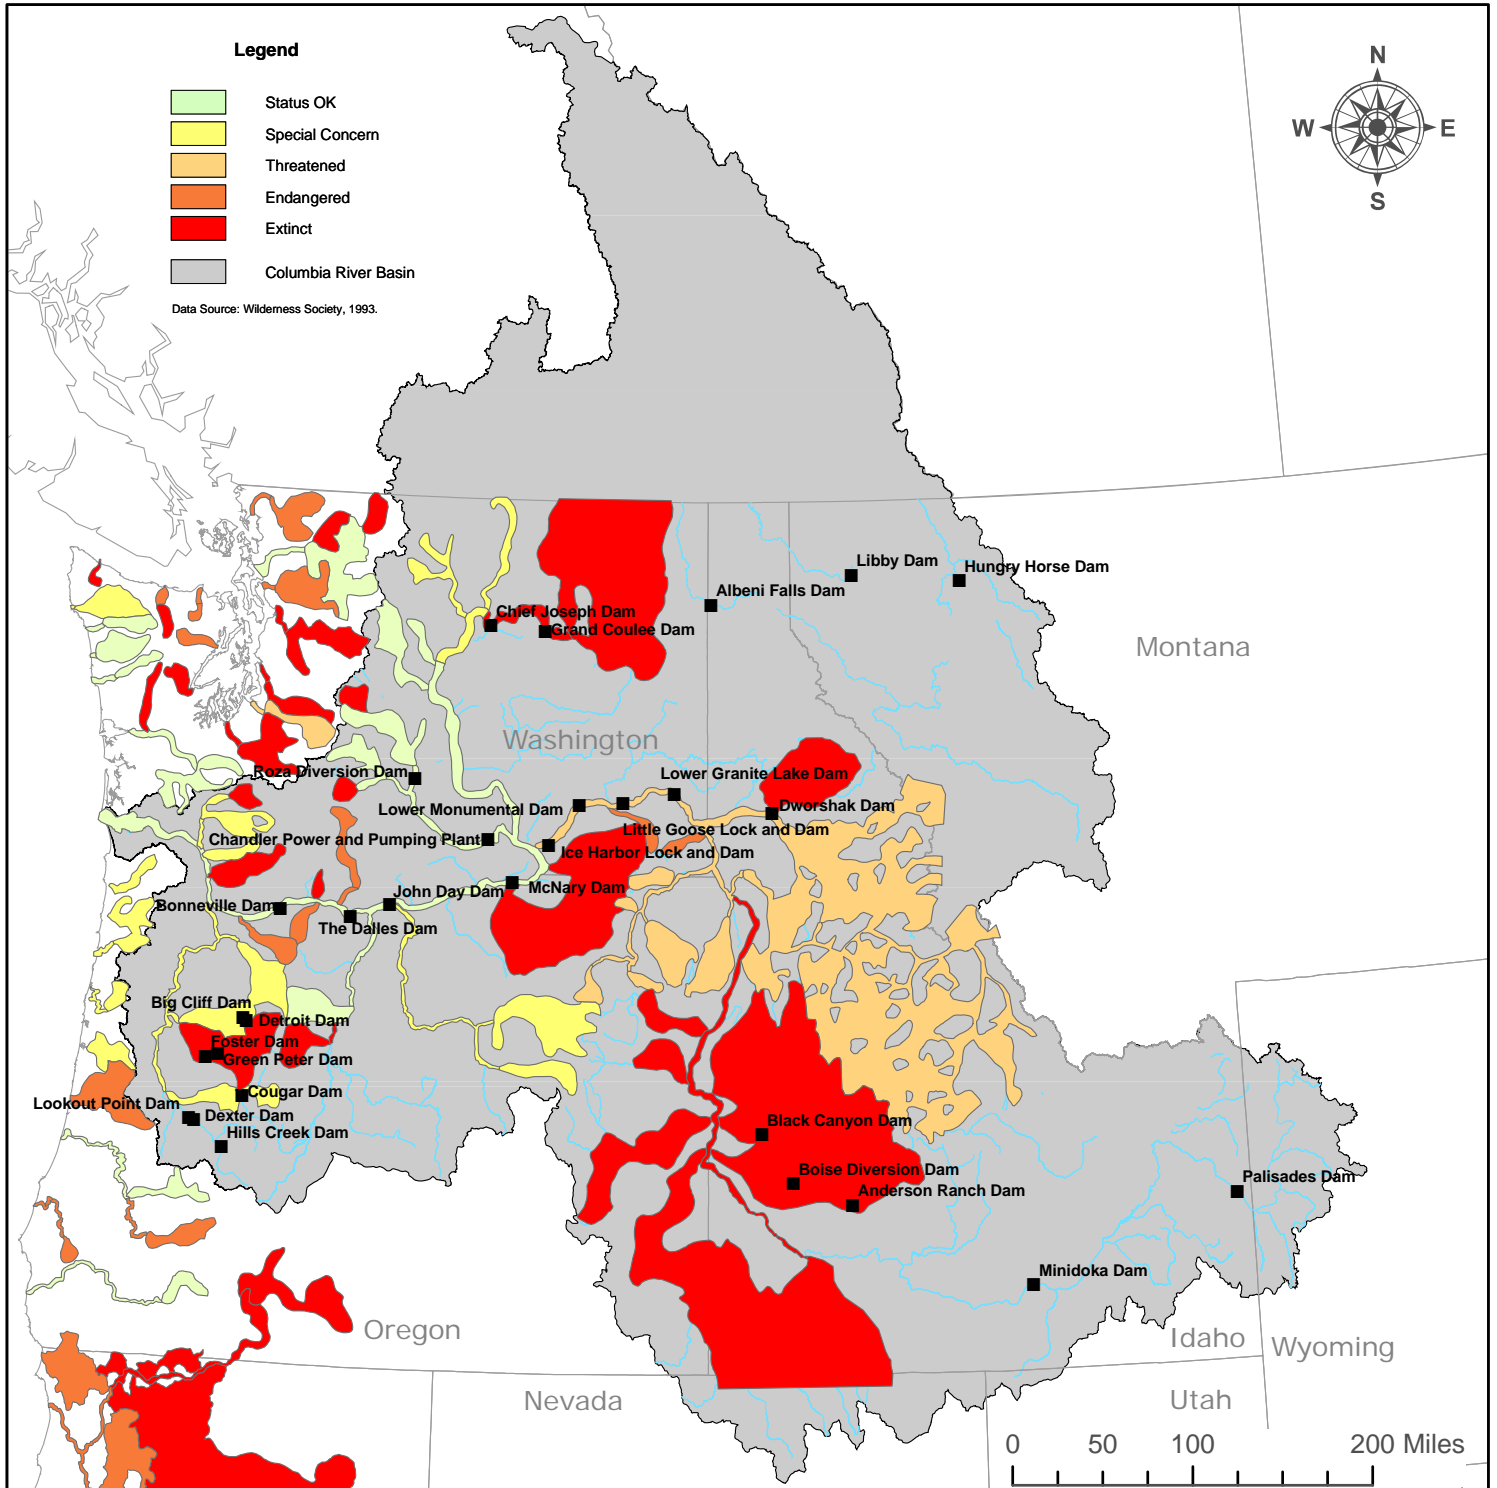 Legend
Status OK
Special Concern
Threatened
Endangered
Extinct
Columbia River Basin
Data Source: Wilderness Society, 1993.
N
W
E
S
Libby Dam
Hungry Horse Dam
Albeni Falls Dam
Chief Joseph Dam
Grand Coulee Dam
Montana
Washington
Roza Diversion Dam
Lower Granite Lake Dam
Lower Monumental Dam
Dworshak Dam
Little Goose Lock and Dam
Chandler Power and Pumping Plant
Ice Harbor Lock and Dam
John Day Dam
McNary Dam
Bonneville Dam
The Dalles Dam
Big Cliff Dam
Detroit Dam
Foster Dam
Green Peter Dam
Cougar Dam
Lookout Point Dam
Dexter Dam
Hills Creek Dam
Black Canyon Dam
Boise Diversion Dam
Anderson Ranch Dam
Palisades Dam
Minidoka Dam
Oregon
Idaho
Wyoming
Nevada
Utah
0 50 100 200 Miles